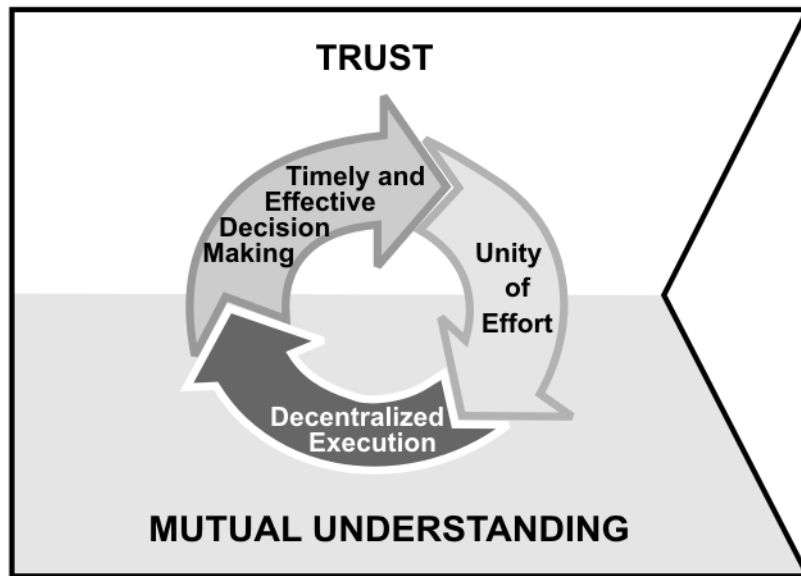 TRUST
Timely and
Effective
Decision
Making
Unity
of
Effort
Decentralized
Execution
MUTUAL UNDERSTANDING